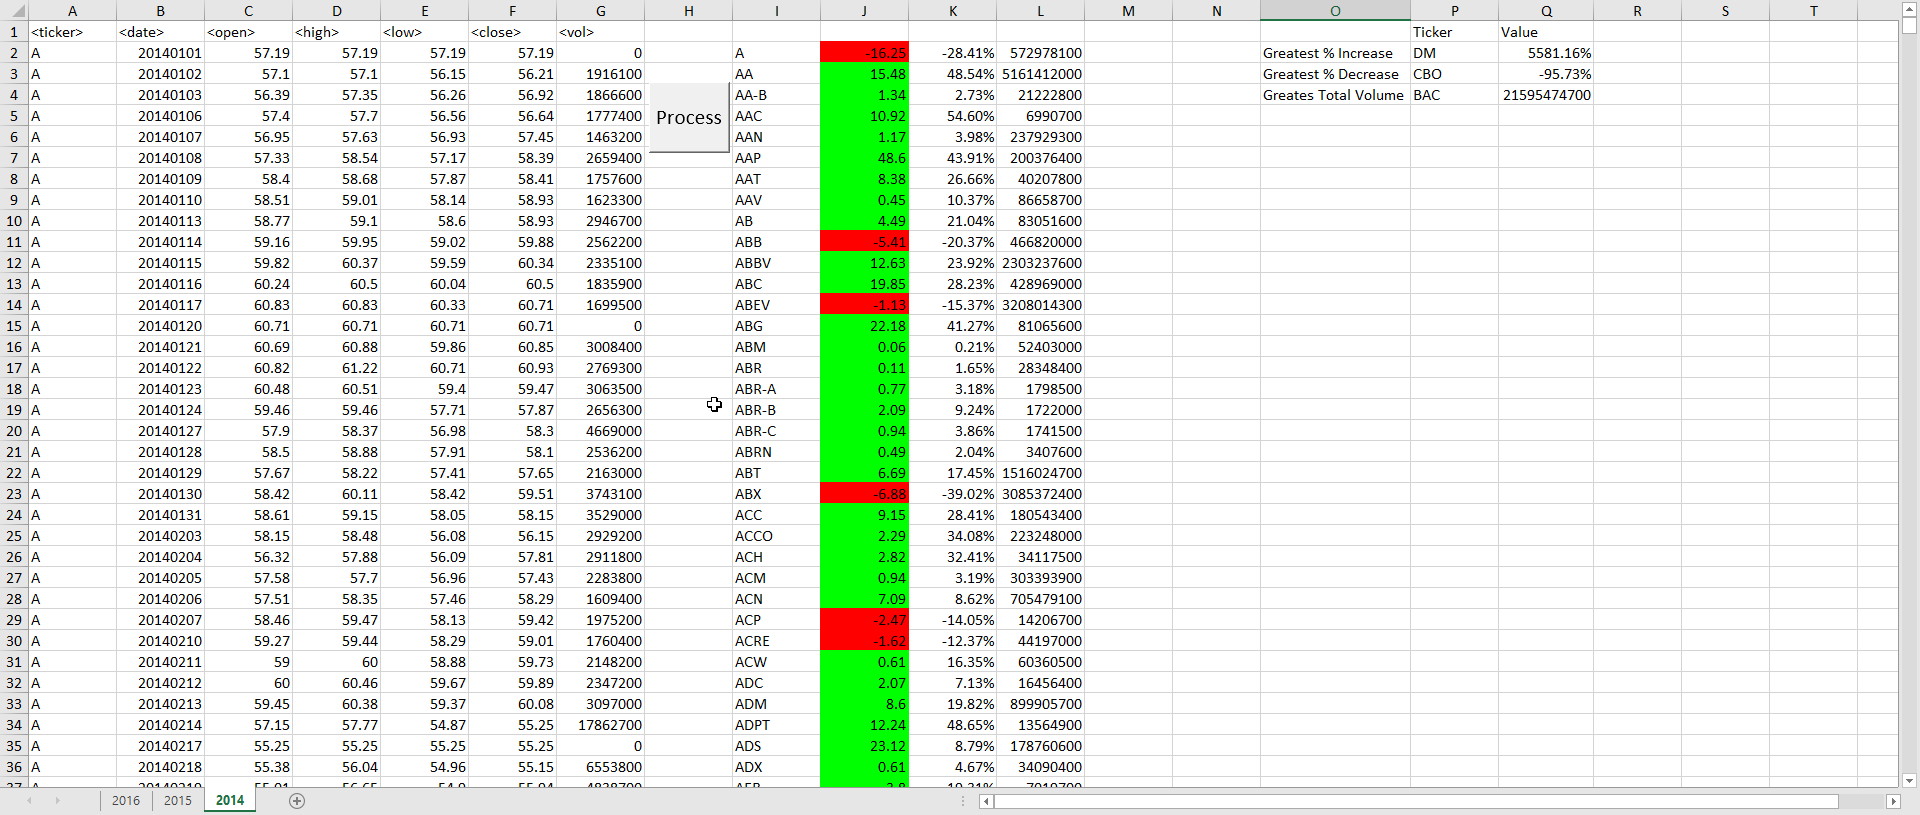 A B C D E F G H I J K L M N O P Q R S T
1 <ticker> <date> <open> <high> <low> <close> <vol> Ticker Value
2 A 20140101 57.19 57.19 57.19 57.19 0 A -16.25 -28.41% 572978100 Greatest % Increase DM 5581.16%
3 A 20140102 57.1 57.1 56.15 56.21 1916100 AA 15.48 48.54% 5161412000 Greatest % Decrease CBO -95.73%
4 A 20140103 56.39 57.35 56.26 56.92 1866600 AA-B 1.34 2.73% 21222800 Greates Total Volume BAC 21595474700
5 A 20140106 57.4 57.7 56.56 56.64 1777400 Process AAC 10.92 54.60% 6990700
6 A 20140107 56.95 57.63 56.93 57.45 1463200 AAN 1.17 3.98% 237929300
7 A 20140108 57.33 58.54 57.17 58.39 2659400 AAP 48.6 43.91% 200376400
8 A 20140109 58.4 58.68 57.87 58.41 1757600 AAT 8.38 26.66% 40207800
9 A 20140110 58.51 59.01 58.14 58.93 1623300 AAV 0.45 10.37% 86658700
10 A 20140113 58.77 59.1 58.6 58.93 2946700 AB 4.49 21.04% 83051600
11 A 20140114 59.16 59.95 59.02 59.88 2562200 ABB -5.41 -20.37% 466820000
12 A 20140115 59.82 60.37 59.59 60.34 2335100 ABBV 12.63 23.92% 2303237600
13 A 20140116 60.24 60.5 60.04 60.5 1835900 ABC 19.85 28.23% 428969000
14 A 20140117 60.83 60.83 60.33 60.71 1699500 ABEV -1.13 -15.37% 3208014300
15 A 20140120 60.71 60.71 60.71 60.71 0 ABG 22.18 41.27% 81065600
16 A 20140121 60.69 60.88 59.86 60.85 3008400 ABM 0.06 0.21% 52403000
17 A 20140122 60.82 61.22 60.71 60.93 2769300 ABR 0.11 1.65% 28348400
18 A 20140123 60.48 60.51 59.4 59.47 3063500 ABR-A 0.77 3.18% 1798500
19 A 20140124 59.46 59.46 57.71 57.87 2656300 ABR-B 2.09 9.24% 1722000
20 A 20140127 57.9 58.37 56.98 58.3 4669000 ABR-C 0.94 3.86% 1741500
21 A 20140128 58.5 58.88 57.91 58.1 2536200 ABRN 0.49 2.04% 3407600
22 A 20140129 57.67 58.22 57.41 57.65 2163000 ABT 6.69 17.45% 1516024700
23 A 20140130 58.42 60.11 58.42 59.51 3743100 ABX -6.88 -39.02% 3085372400
24 A 20140131 58.61 59.15 58.05 58.15 3529000 ACC 9.15 28.41% 180543400
25 A 20140203 58.15 58.48 56.08 56.15 2929200 ACCO 2.29 34.08% 223248000
26 A 20140204 56.32 57.88 56.09 57.81 2911800 ACH 2.82 32.41% 34117500
27 A 20140205 57.58 57.7 56.96 57.43 2283800 ACM 0.94 3.19% 303393900
28 A 20140206 57.51 58.35 57.46 58.29 1609400 ACN 7.09 8.62% 705479100
29 A 20140207 58.46 59.47 58.13 59.42 1975200 ACP -2.47 -14.05% 14206700
30 A 20140210 59.27 59.44 58.29 59.01 1760400 ACRE -1.62 -12.37% 44197000
31 A 20140211 59 60 58.88 59.73 2148200 ACW 0.61 16.35% 60360500
32 A 20140212 60 60.46 59.67 59.89 2347200 ADC 2.07 7.13% 16456400
33 A 20140213 59.45 60.38 59.37 60.08 3097000 ADM 8.6 19.82% 899905700
34 A 20140214 57.15 57.77 54.87 55.25 17862700 ADPT 12.24 48.65% 13564900
35 A 20140217 55.25 55.25 55.25 55.25 0 ADS 23.12 8.79% 178760600
36 A 20140218 55.38 56.04 54.96 55.15 6553800 ADX 0.61 4.67% 34090400
2016 2015 2014